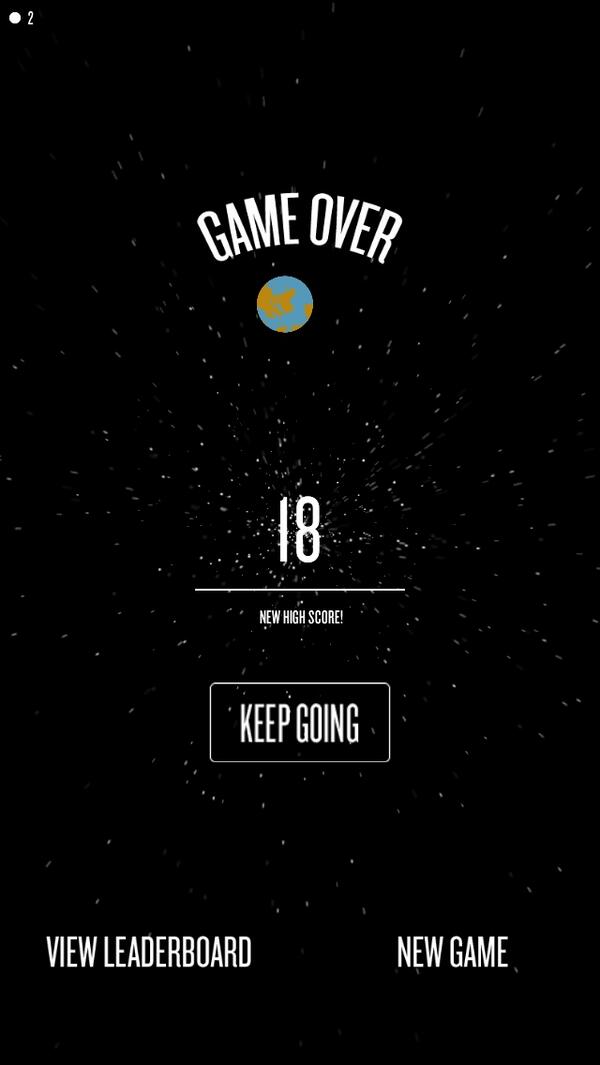 2
GAME OVER
18
NEW HIGH SCORE!
KEEP GOING
VIEW LEADERBOARD
NEW GAME